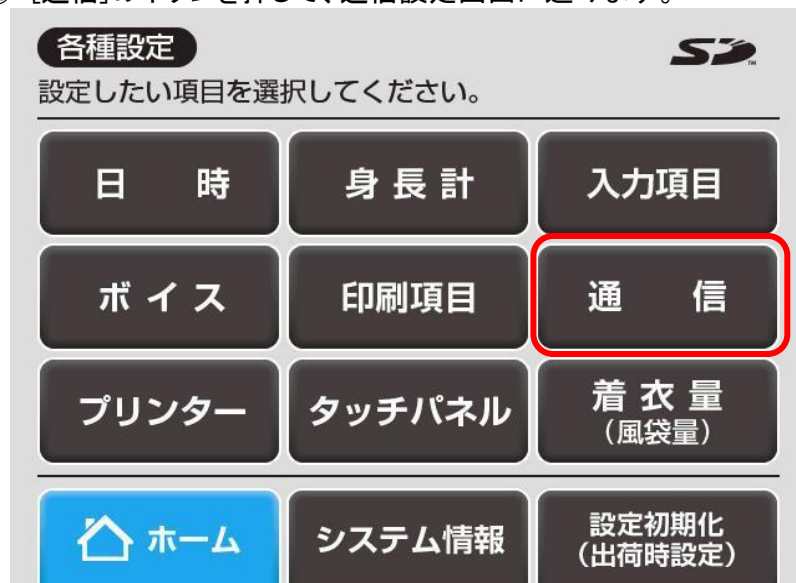 各種設定
SD
設定したい項目を選択してください。
日 時
身 長 計
入力項目
ボ イ ス
印刷項目
通 信
プリンター
タッチパネル
着 衣 量
（風袋量）
ホーム
システム情報
設定初期化
（出荷時設定）